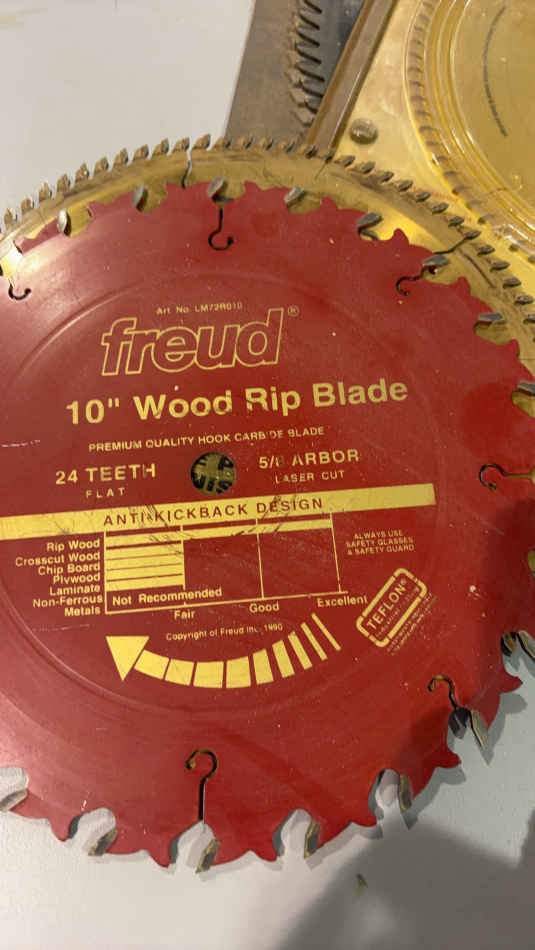 Art No. LM72R010
freud®
10" Wood Rip Blade
PREMIUM QUALITY HOOK CARBIDE BLADE
24 TEETH
FLAT
5/8 ARBOR
LASER CUT
ANTI-KICKBACK DESIGN
Rip Wood
Crosscut Wood
Chip Board
Plywood
Laminate
Non-Ferrous
Metals
Not Recommended
Fair
Good
Excellent
ALWAYS USE
SAFETY GLASSES
& SAFETY GUARD
Copyright of Freud Inc. 1990
TEFLON®